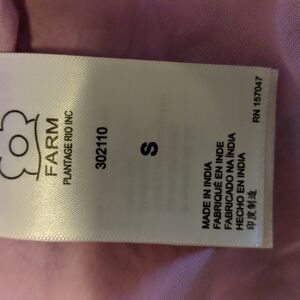 FARM
PLANTAGE RIO INC
302110
S
MADE IN INDIA
FABRIQUÉ EN INDE
FABRICADO NA ÍNDIA
HECHO EN INDIA
印度制造
RN 157047